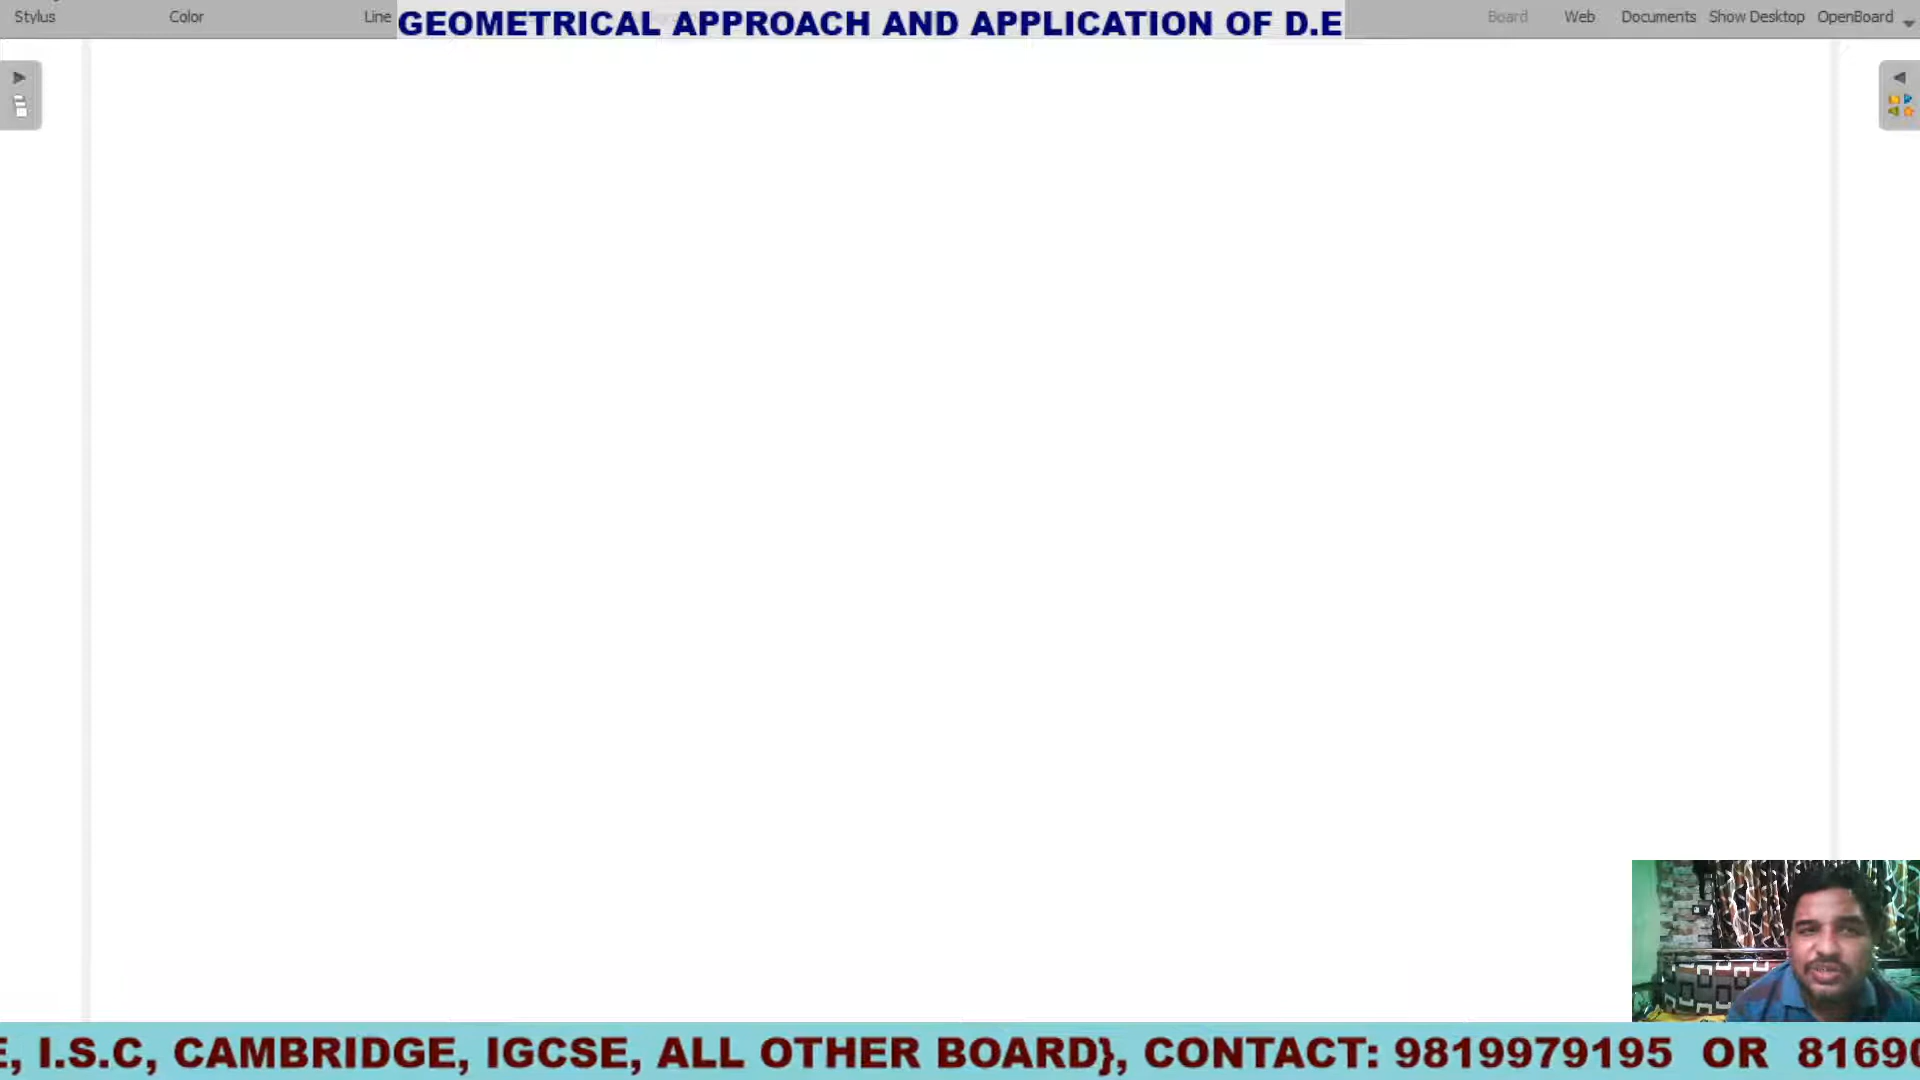 Stylus Color Line GEOMETRICAL APPROACH AND APPLICATION OF D.E Board Web Documents Show Desktop OpenBoard
E, I.S.C, CAMBRIDGE, IGCSE, ALL OTHER BOARD}, CONTACT: 9819979195 OR 8169